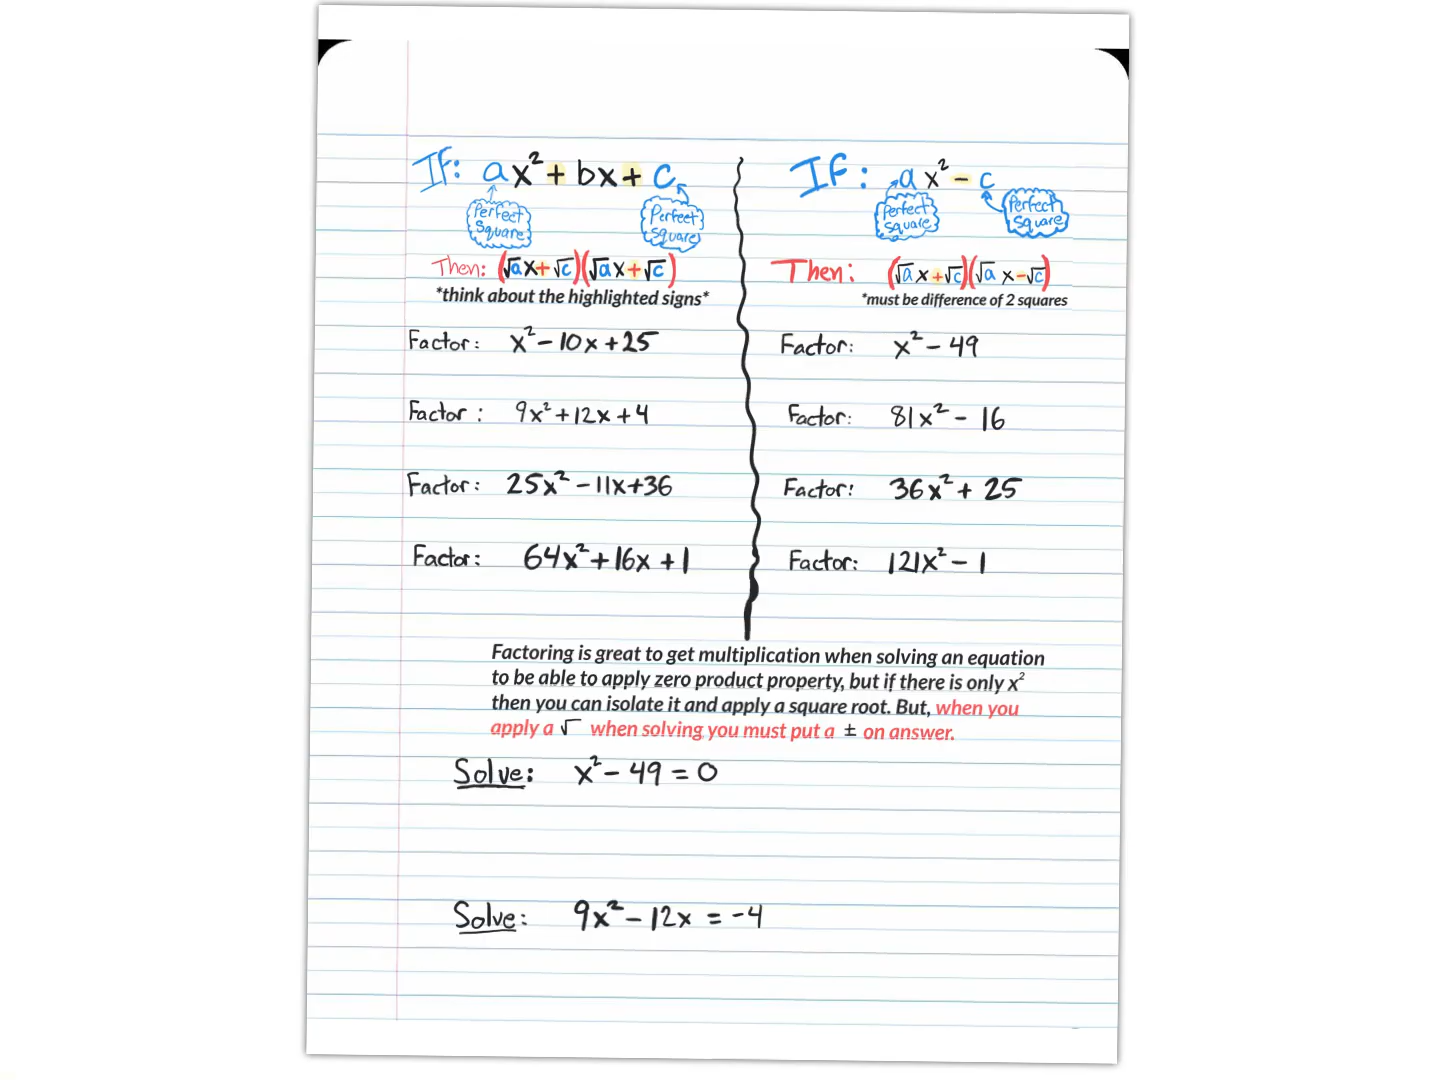 If: ax² + bx + c
Perfect Square
Perfect square
Then: (√a x + √c)(√a x + √c)
*think about the highlighted signs*
Factor: x² - 10x + 25
Factor: 9x² + 12x + 4
Factor: 25x² - 11x + 36
Factor: 64x² + 16x + 1
If: ax² - c
Perfect square
Perfect square
Then: (√a x + √c)(√a x - √c)
*must be difference of 2 squares
Factor: x² - 49
Factor: 81x² - 16
Factor: 36x² + 25
Factor: 121x² - 1
Factoring is great to get multiplication when solving an equation
to be able to apply zero product property, but if there is only x²
then you can isolate it and apply a square root. But, when you
apply a √ when solving you must put a ± on answer.
Solve: x² - 49 = 0
Solve: 9x² - 12x = -4